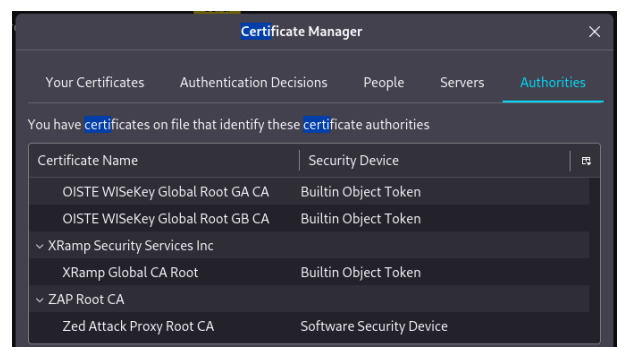 Certificate Manager
Your Certificates Authentication Decisions People Servers Authorities
You have certificates on file that identify these certificate authorities
Certificate Name Security Device
OISTE WISeKey Global Root GA CA Builtin Object Token
OISTE WISeKey Global Root GB CA Builtin Object Token
XRamp Security Services Inc
XRamp Global CA Root Builtin Object Token
ZAP Root CA
Zed Attack Proxy Root CA Software Security Device